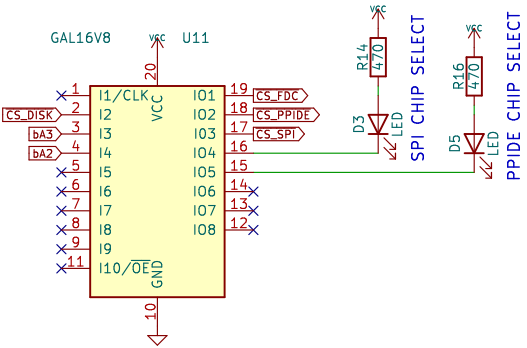 GAL16V8
VCC
U11
20
VCC
1
I1/CLK
IO1
19
CS_FDC
CS_DISK
2
I2
IO2
18
CS_PPIDE
bA3
3
I3
IO3
17
CS_SPI
bA2
4
I4
IO4
16
5
I5
IO5
15
6
I6
IO6
14
7
I7
IO7
13
8
I8
IO8
12
9
I9
11
I10/OE
GND
10
VCC
R14
470
D3
LED
SPI CHIP SELECT
VCC
R16
470
D5
LED
PPIDE CHIP SELECT